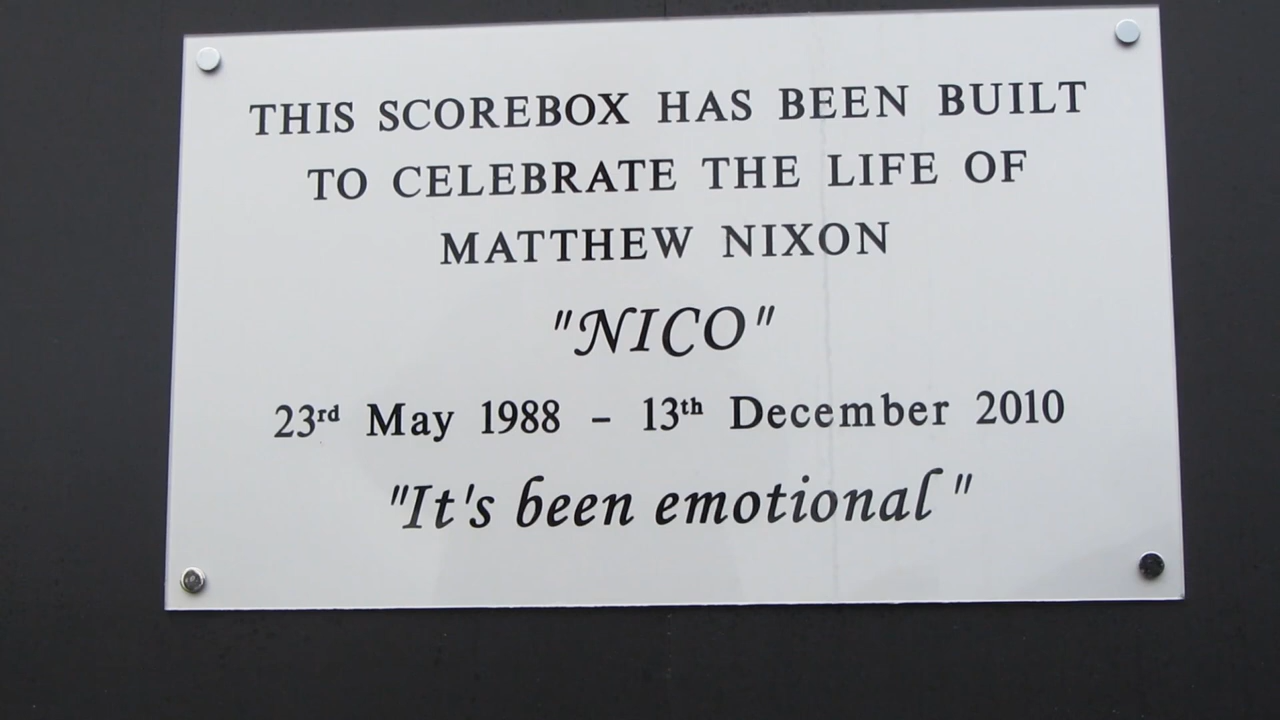 THIS SCOREBOX HAS BEEN BUILT
TO CELEBRATE THE LIFE OF
MATTHEW NIXON
"NICO"
23rd May 1988 – 13th December 2010
"It's been emotional"